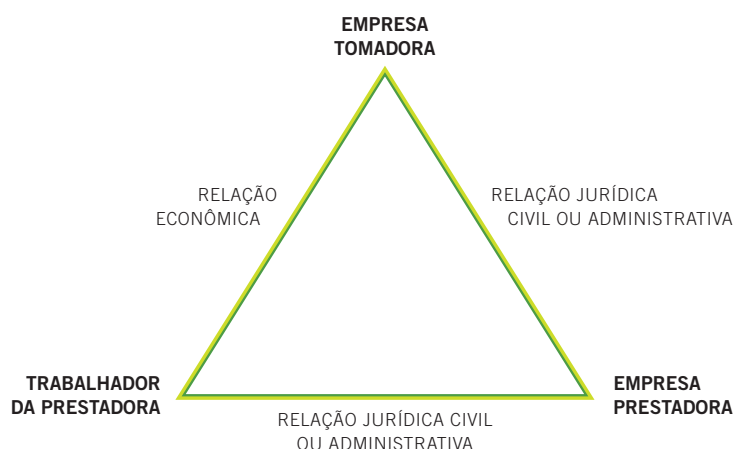 EMPRESA
TOMADORA
RELAÇÃO
ECONÔMICA
RELAÇÃO JURÍDICA
CIVIL OU ADMINISTRATIVA
TRABALHADOR
DA PRESTADORA
EMPRESA
PRESTADORA
RELAÇÃO JURÍDICA CIVIL
OU ADMINISTRATIVA